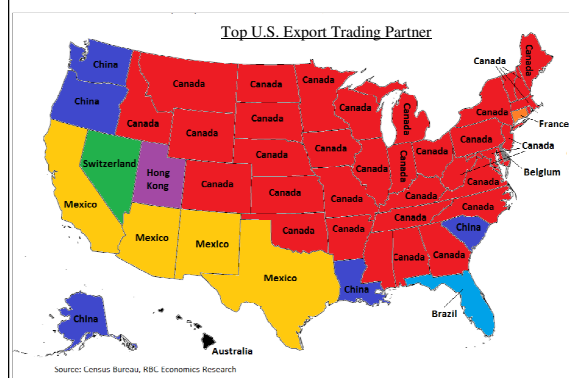 Top U.S. Export Trading Partner
China
Canada
Canada
Canada
Canada
Canada
China
Canada
Canada
Canada
Canada
Canada
Canada
France
Canada
Switzerland
Hong
Kong
Canada
Canada
Canada
Canada
Canada
Canada
Canada
Canada
Belgium
Mexico
Canada
Canada
Canada
Canada
Canada
Canada
Canada
Mexico
Mexico
Canada
Canada
Canada
China
Mexico
Canada
Canada
China
Brazil
China
Australia
Source: Census Bureau, RBC Economics Research